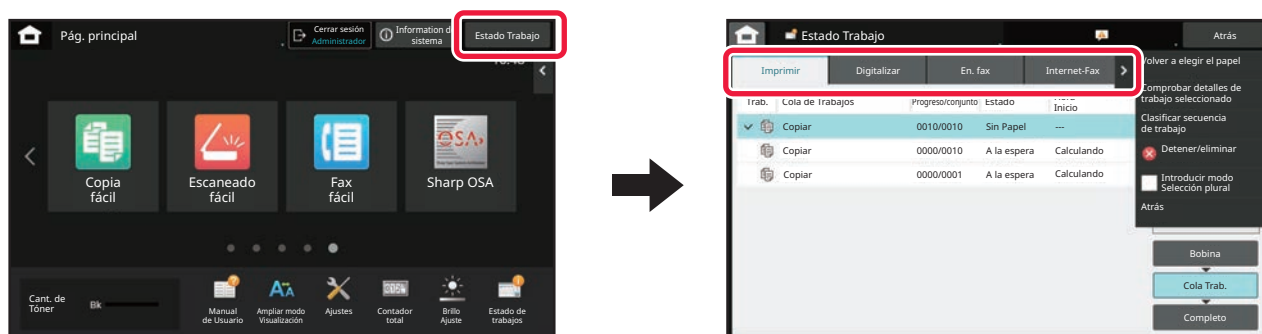 Pág. principal
Cerrar sesión
Administrador
Information d
sistema
Estado Trabajo
Copia
fácil
Escaneado
fácil
Fax
fácil
Sharp OSA
Cant. de
Tóner
Bk
Manual
de Usuario
Ampliar modo
Visualización
Ajustes
Contador
total
Brillo
Ajuste
Estado de
trabajos
Estado Trabajo
Atrás
Imprimir
Digitalizar
En. fax
Internet-Fax
Volver a elegir el papel
Comprobar detalles de
trabajo seleccionado
Clasificar secuencia
de trabajo
Detener/eliminar
Introducir modo
Selección plural
Atrás
Trab.
Cola de Trabajos
Progreso/conjunto
Estado
Inicio
Copiar 0010/0010 Sin Papel ---
Copiar 0000/0010 A la espera Calculando
Copiar 0000/0001 A la espera Calculando
Bobina
Cola Trab.
Completo